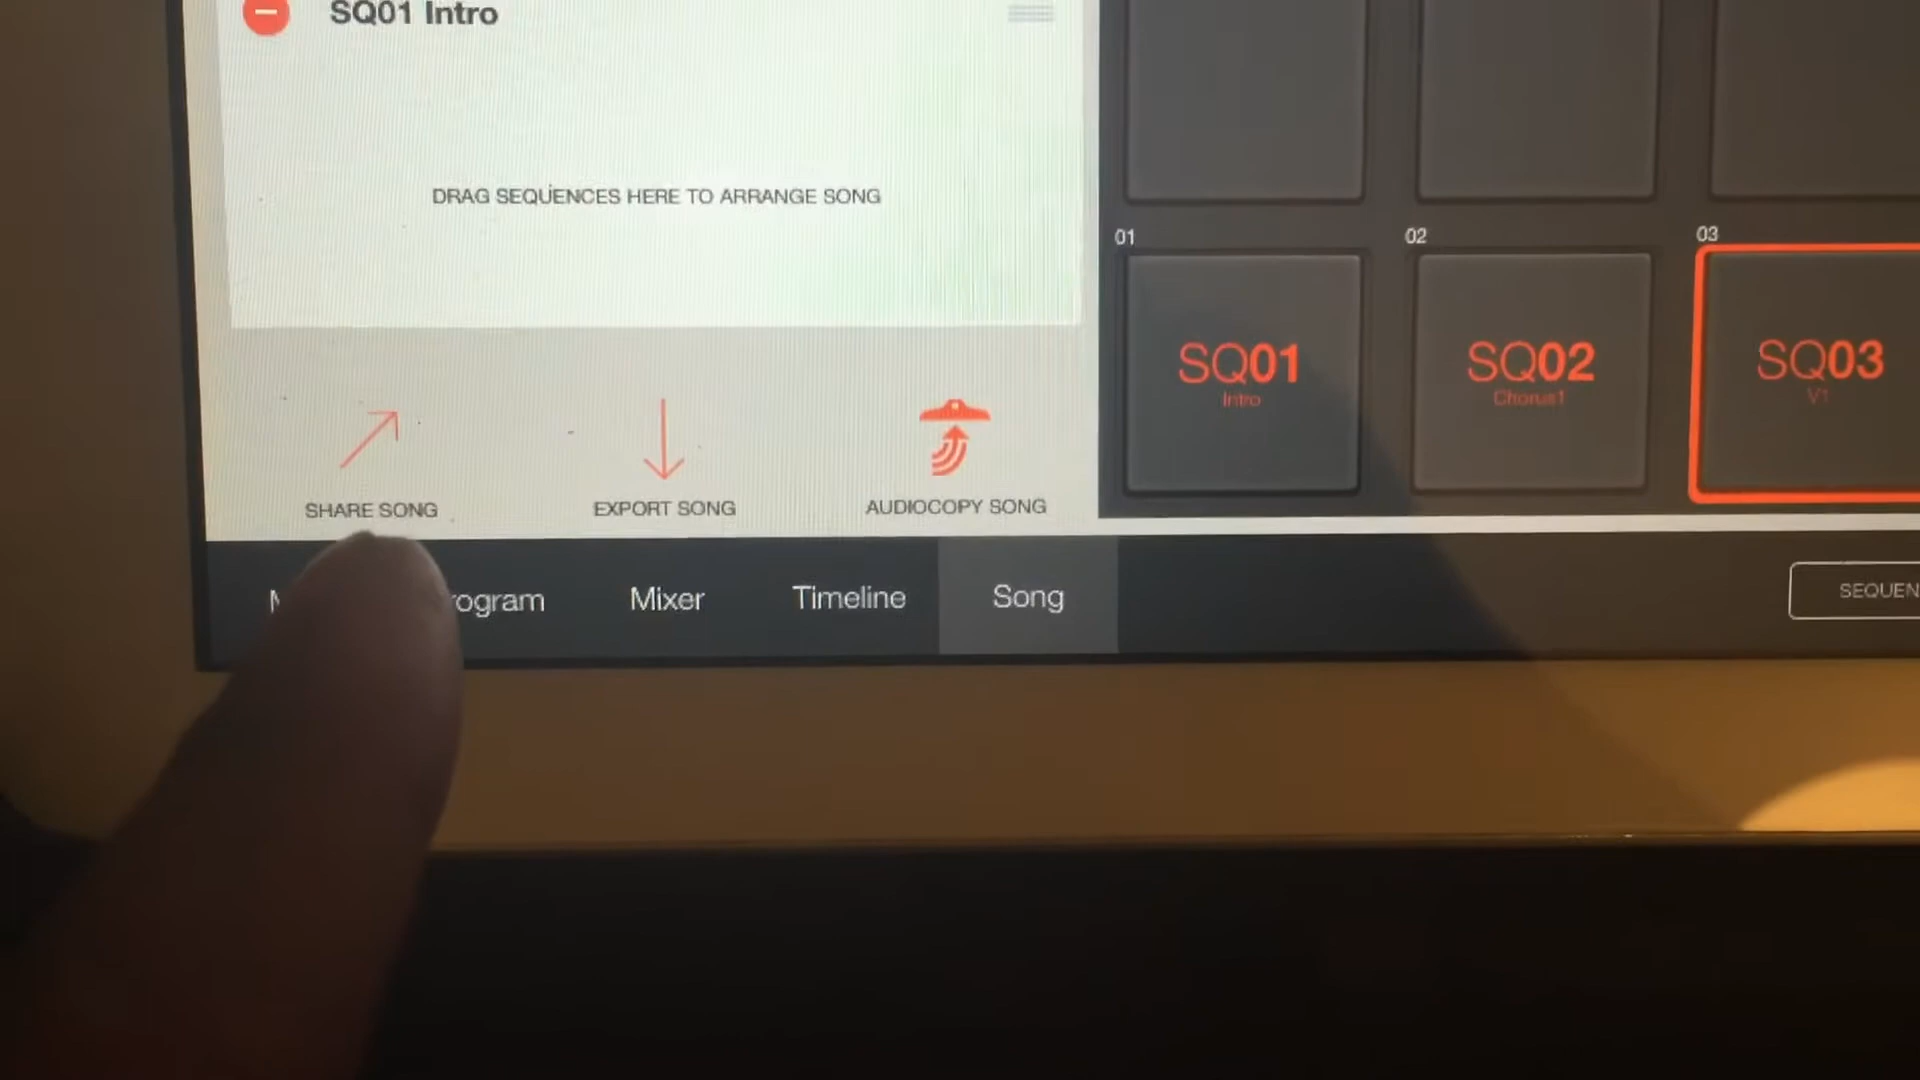 SQ01 Intro
DRAG SEQUENCES HERE TO ARRANGE SONG
01
02
03
SQ01
Intro
SQ02
Chorus1
SQ03
V1
SHARE SONG
EXPORT SONG
AUDIOCOPY SONG
rogram
Mixer
Timeline
Song
SEQUEN